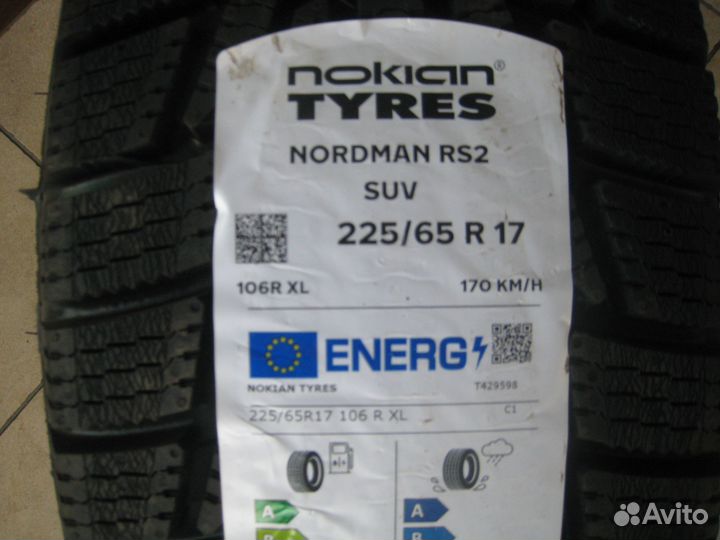 nokian®
TYRES
NORDMAN RS2
SUV
225/65 R 17
106R XL 170 KM/H
ENERG
NOKIAN TYRES T429598
225/65R17 106 R XL C1
A A
B B
Avito